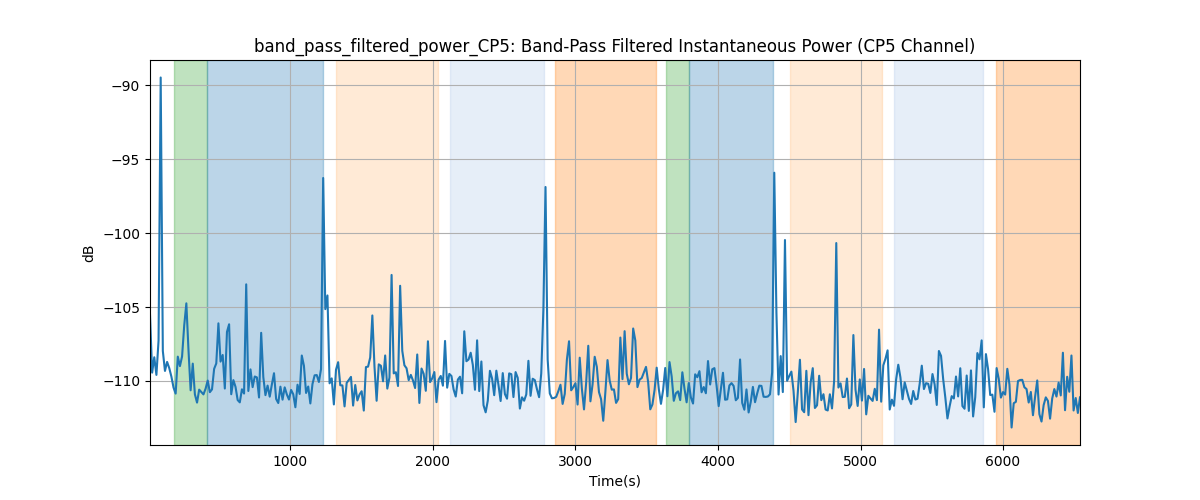 band_pass_filtered_power_CP5: Band-Pass Filtered Instantaneous Power (CP5 Channel)
−90
−95
−100
−105
−110
dB
1000 2000 3000 4000 5000 6000
Time(s)